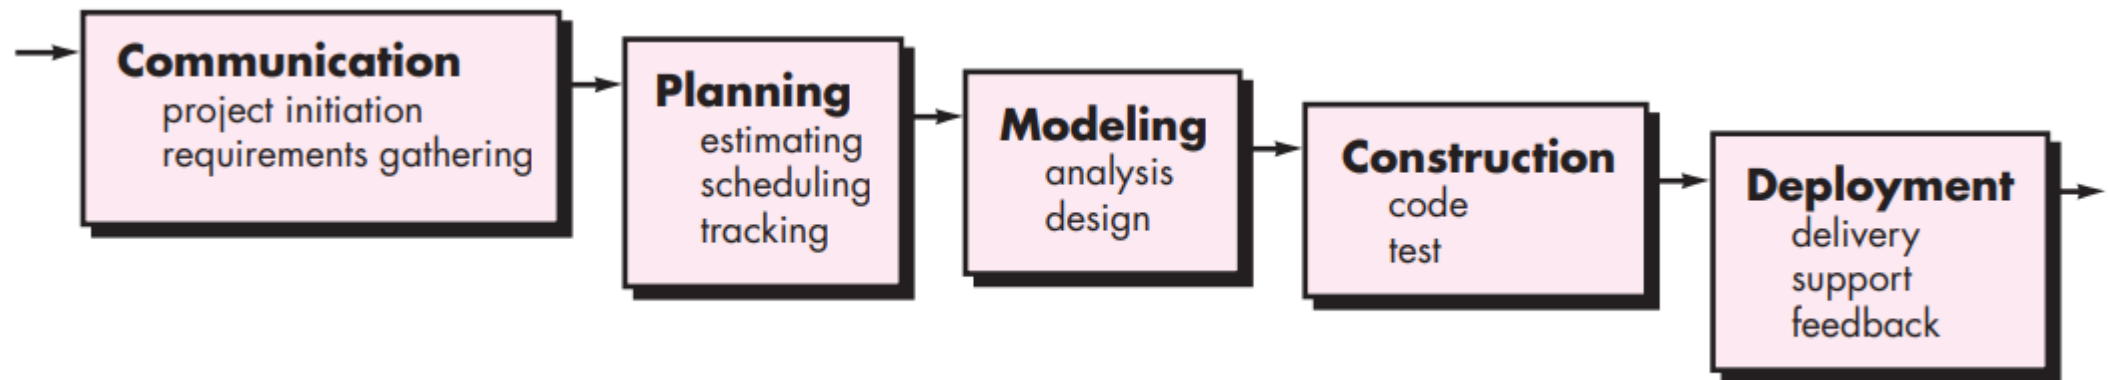 Communication
project initiation
requirements gathering
Planning
estimating
scheduling
tracking
Modeling
analysis
design
Construction
code
test
Deployment
delivery
support
feedback